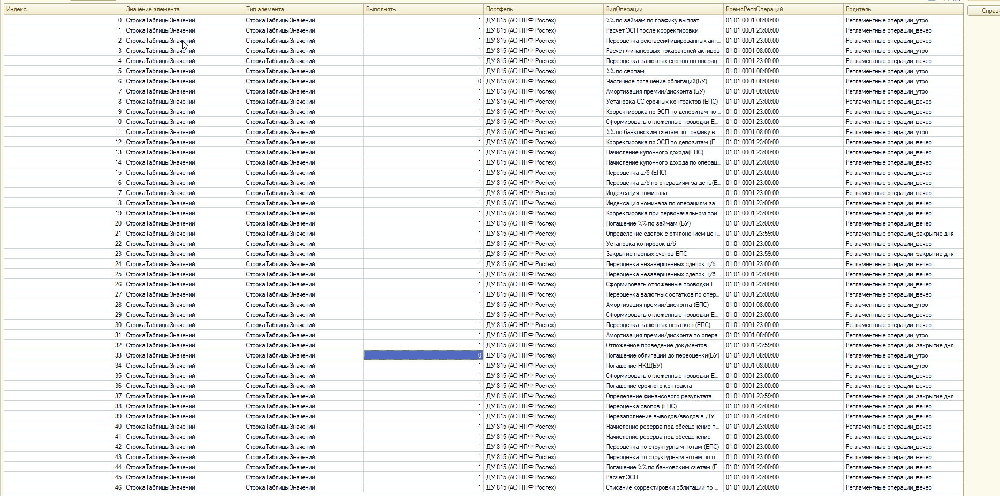 Индекс Значение элемента Тип элемента Выполнять Портфель ВидОперации ВремяРеглОпераций Родитель
Справ
0 СтрокаТаблицыЗначений СтрокаТаблицыЗначений 1 ДУ 815 (АО НПФ Ростех) %% по займам по графику выплат 01.01.0001 08:00:00 Регламентные операции_утро
1 СтрокаТаблицыЗначений СтрокаТаблицыЗначений 1 ДУ 815 (АО НПФ Ростех) Расчет ЭСП после корректировки 01.01.0001 23:00:00 Регламентные операции_вечер
2 СтрокаТаблицыЗначений СтрокаТаблицыЗначений 1 ДУ 815 (АО НПФ Ростех) Переоценка реклассифицированных акт... 01.01.0001 23:00:00 Регламентные операции_вечер
3 СтрокаТаблицыЗначений СтрокаТаблицыЗначений 1 ДУ 815 (АО НПФ Ростех) Расчет финансовых показателей активов 01.01.0001 08:00:00 Регламентные операции_утро
4 СтрокаТаблицыЗначений СтрокаТаблицыЗначений 1 ДУ 815 (АО НПФ Ростех) Переоценка валютных свопов по операц... 01.01.0001 23:00:00 Регламентные операции_вечер
5 СтрокаТаблицыЗначений СтрокаТаблицыЗначений 1 ДУ 815 (АО НПФ Ростех) %% по свопам 01.01.0001 08:00:00 Регламентные операции_утро
6 СтрокаТаблицыЗначений СтрокаТаблицыЗначений 0 ДУ 815 (АО НПФ Ростех) Частичное погашение облигаций(БУ) 01.01.0001 08:00:00 Регламентные операции_утро
7 СтрокаТаблицыЗначений СтрокаТаблицыЗначений 1 ДУ 815 (АО НПФ Ростех) Амортизация премии/дисконта (БУ) 01.01.0001 08:00:00 Регламентные операции_утро
8 СтрокаТаблицыЗначений СтрокаТаблицыЗначений 1 ДУ 815 (АО НПФ Ростех) Установка СС срочных контрактов (ЕПС) 01.01.0001 23:00:00 Регламентные операции_вечер
9 СтрокаТаблицыЗначений СтрокаТаблицыЗначений 1 ДУ 815 (АО НПФ Ростех) Корректировка по ЭСП по депозитам по ... 01.01.0001 23:00:00 Регламентные операции_вечер
10 СтрокаТаблицыЗначений СтрокаТаблицыЗначений 1 ДУ 815 (АО НПФ Ростех) Сформировать отложенные проводки Е... 01.01.0001 23:00:00 Регламентные операции_вечер
11 СтрокаТаблицыЗначений СтрокаТаблицыЗначений 1 ДУ 815 (АО НПФ Ростех) %% по банковским счетам по графику в... 01.01.0001 08:00:00 Регламентные операции_утро
12 СтрокаТаблицыЗначений СтрокаТаблицыЗначений 1 ДУ 815 (АО НПФ Ростех) Корректировка по ЭСП по депозитам (Е... 01.01.0001 23:00:00 Регламентные операции_вечер
13 СтрокаТаблицыЗначений СтрокаТаблицыЗначений 1 ДУ 815 (АО НПФ Ростех) Начисление купонного дохода(ЕПС) 01.01.0001 23:00:00 Регламентные операции_вечер
14 СтрокаТаблицыЗначений СтрокаТаблицыЗначений 1 ДУ 815 (АО НПФ Ростех) Начисление купонного дохода по операц... 01.01.0001 23:00:00 Регламентные операции_вечер
15 СтрокаТаблицыЗначений СтрокаТаблицыЗначений 1 ДУ 815 (АО НПФ Ростех) Переоценка ц/б (ЕПС) 01.01.0001 23:00:00 Регламентные операции_вечер
16 СтрокаТаблицыЗначений СтрокаТаблицыЗначений 1 ДУ 815 (АО НПФ Ростех) Переоценка ц/б по операциям за день(Е... 01.01.0001 23:00:00 Регламентные операции_вечер
17 СтрокаТаблицыЗначений СтрокаТаблицыЗначений 1 ДУ 815 (АО НПФ Ростех) Индексация номинала 01.01.0001 23:00:00 Регламентные операции_вечер
18 СтрокаТаблицыЗначений СтрокаТаблицыЗначений 1 ДУ 815 (АО НПФ Ростех) Индексация номинала по операциям за ... 01.01.0001 23:00:00 Регламентные операции_вечер
19 СтрокаТаблицыЗначений СтрокаТаблицыЗначений 1 ДУ 815 (АО НПФ Ростех) Корректировка при первоначальном при... 01.01.0001 23:00:00 Регламентные операции_вечер
20 СтрокаТаблицыЗначений СтрокаТаблицыЗначений 1 ДУ 815 (АО НПФ Ростех) Погашение %% по займам (БУ) 01.01.0001 23:00:00 Регламентные операции_вечер
21 СтрокаТаблицыЗначений СтрокаТаблицыЗначений 1 ДУ 815 (АО НПФ Ростех) Определение сделок с отклонением цен... 01.01.0001 23:59:00 Регламентные операции_закрытие дня
22 СтрокаТаблицыЗначений СтрокаТаблицыЗначений 1 ДУ 815 (АО НПФ Ростех) Установка котировок ц/б 01.01.0001 23:00:00 Регламентные операции_вечер
23 СтрокаТаблицыЗначений СтрокаТаблицыЗначений 1 ДУ 815 (АО НПФ Ростех) Закрытие парных счетов ЕПС 01.01.0001 23:59:00 Регламентные операции_закрытие дня
24 СтрокаТаблицыЗначений СтрокаТаблицыЗначений 1 ДУ 815 (АО НПФ Ростех) Переоценка незавершенных сделок ц/б ... 01.01.0001 23:00:00 Регламентные операции_вечер
25 СтрокаТаблицыЗначений СтрокаТаблицыЗначений 1 ДУ 815 (АО НПФ Ростех) Переоценка незавершенных сделок ц/б ... 01.01.0001 23:00:00 Регламентные операции_вечер
26 СтрокаТаблицыЗначений СтрокаТаблицыЗначений 1 ДУ 815 (АО НПФ Ростех) Сформировать отложенные проводки Е... 01.01.0001 23:00:00 Регламентные операции_вечер
27 СтрокаТаблицыЗначений СтрокаТаблицыЗначений 1 ДУ 815 (АО НПФ Ростех) Переоценка валютных остатков по опер... 01.01.0001 23:00:00 Регламентные операции_вечер
28 СтрокаТаблицыЗначений СтрокаТаблицыЗначений 1 ДУ 815 (АО НПФ Ростех) Амортизация премии/дисконта (ЕПС) 01.01.0001 08:00:00 Регламентные операции_утро
29 СтрокаТаблицыЗначений СтрокаТаблицыЗначений 1 ДУ 815 (АО НПФ Ростех) Сформировать отложенные проводки Е... 01.01.0001 23:00:00 Регламентные операции_вечер
30 СтрокаТаблицыЗначений СтрокаТаблицыЗначений 1 ДУ 815 (АО НПФ Ростех) Переоценка валютных остатков (ЕПС) 01.01.0001 23:00:00 Регламентные операции_вечер
31 СтрокаТаблицыЗначений СтрокаТаблицыЗначений 1 ДУ 815 (АО НПФ Ростех) Амортизация премии/дисконта по опера... 01.01.0001 08:00:00 Регламентные операции_утро
32 СтрокаТаблицыЗначений СтрокаТаблицыЗначений 1 ДУ 815 (АО НПФ Ростех) Отложенное проведение документов 01.01.0001 23:59:00 Регламентные операции_закрытие дня
33 СтрокаТаблицыЗначений СтрокаТаблицыЗначений 0 ДУ 815 (АО НПФ Ростех) Погашение облигаций до переоценки(БУ) 01.01.0001 08:00:00 Регламентные операции_утро
34 СтрокаТаблицыЗначений СтрокаТаблицыЗначений 1 ДУ 815 (АО НПФ Ростех) Погашение НКД(БУ) 01.01.0001 08:00:00 Регламентные операции_утро
35 СтрокаТаблицыЗначений СтрокаТаблицыЗначений 1 ДУ 815 (АО НПФ Ростех) Сформировать отложенные проводки Е... 01.01.0001 23:00:00 Регламентные операции_вечер
36 СтрокаТаблицыЗначений СтрокаТаблицыЗначений 1 ДУ 815 (АО НПФ Ростех) Погашение срочного контракта 01.01.0001 23:00:00 Регламентные операции_вечер
37 СтрокаТаблицыЗначений СтрокаТаблицыЗначений 1 ДУ 815 (АО НПФ Ростех) Определение финансового результата 01.01.0001 23:59:00 Регламентные операции_закрытие дня
38 СтрокаТаблицыЗначений СтрокаТаблицыЗначений 1 ДУ 815 (АО НПФ Ростех) Переоценка свопов (ЕПС) 01.01.0001 23:00:00 Регламентные операции_вечер
39 СтрокаТаблицыЗначений СтрокаТаблицыЗначений 1 ДУ 815 (АО НПФ Ростех) Перезаполнение выводов/вводов в ДУ 01.01.0001 23:00:00 Регламентные операции_вечер
40 СтрокаТаблицыЗначений СтрокаТаблицыЗначений 1 ДУ 815 (АО НПФ Ростех) Начисление резерва под обесценение п... 01.01.0001 23:00:00 Регламентные операции_вечер
41 СтрокаТаблицыЗначений СтрокаТаблицыЗначений 1 ДУ 815 (АО НПФ Ростех) Начисление резерва под обесценение 01.01.0001 23:00:00 Регламентные операции_вечер
42 СтрокаТаблицыЗначений СтрокаТаблицыЗначений 1 ДУ 815 (АО НПФ Ростех) Переоценка по структурным нотам (ЕПС) 01.01.0001 23:00:00 Регламентные операции_вечер
43 СтрокаТаблицыЗначений СтрокаТаблицыЗначений 1 ДУ 815 (АО НПФ Ростех) Переоценка по структурным нотам по о... 01.01.0001 23:00:00 Регламентные операции_вечер
44 СтрокаТаблицыЗначений СтрокаТаблицыЗначений 1 ДУ 815 (АО НПФ Ростех) Погашение %% по банковским счетам (Е... 01.01.0001 23:00:00 Регламентные операции_вечер
45 СтрокаТаблицыЗначений СтрокаТаблицыЗначений 1 ДУ 815 (АО НПФ Ростех) Расчет ЭСП 01.01.0001 23:00:00 Регламентные операции_вечер
46 СтрокаТаблицыЗначений СтрокаТаблицыЗначений 1 ДУ 815 (АО НПФ Ростех) Списание корректировки облигации по ... 01.01.0001 23:00:00 Регламентные операции_вечер